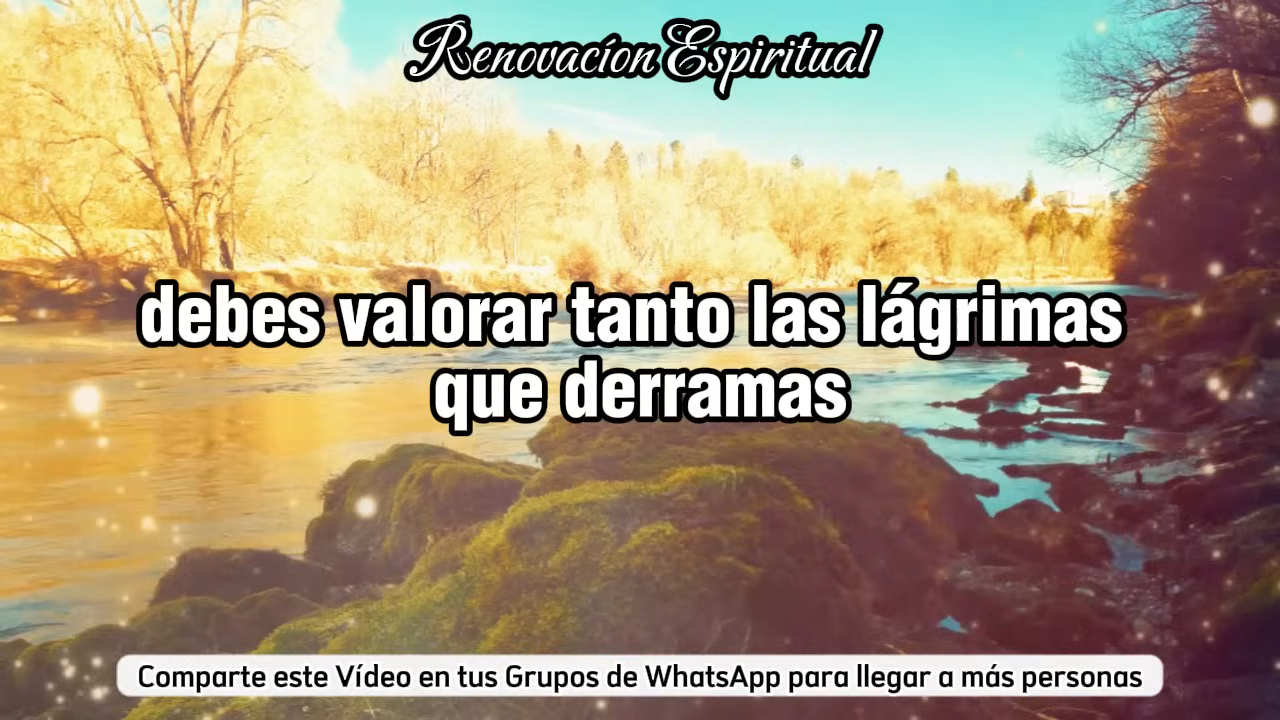 Renovacíon Espiritual
debes valorar tanto las lágrimas
que derramas
Comparte este Vídeo en tus Grupos de WhatsApp para llegar a más personas